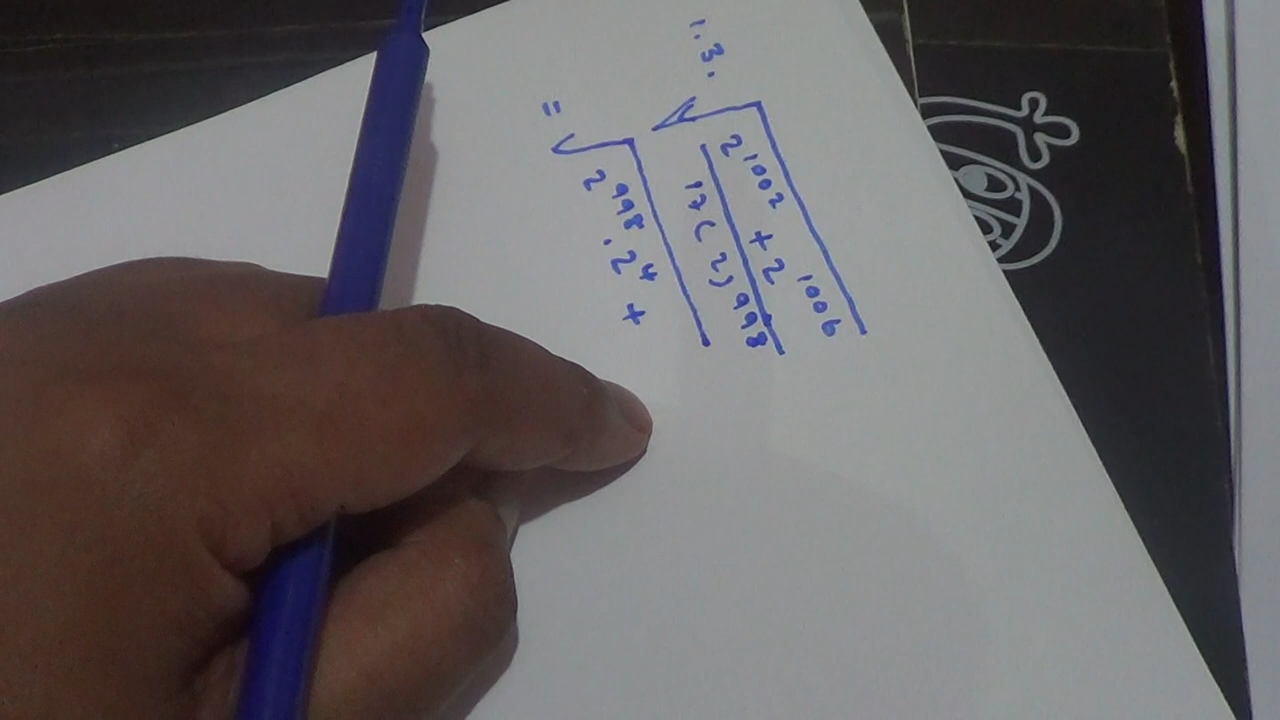 1.3.
√(2^1002 + 2^1006)
17(2)^998
= √(2^998 . 2^4 +